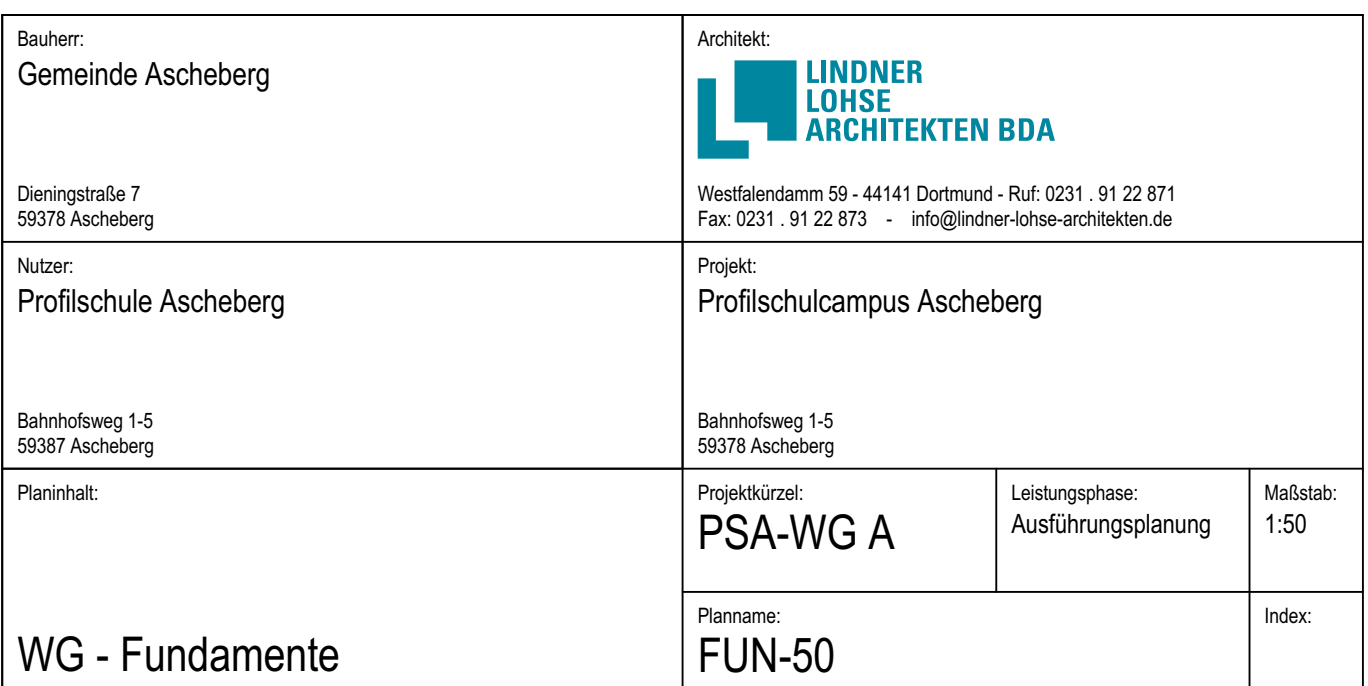 Bauherr:
Gemeinde Ascheberg
Dieningstraße 7
59378 Ascheberg
Architekt:
LINDNER
LOHSE
ARCHITEKTEN BDA
Westfalendamm 59 - 44141 Dortmund - Ruf: 0231 . 91 22 871
Fax: 0231 . 91 22 873 - info@lindner-lohse-architekten.de
Nutzer:
Profilschule Ascheberg
Bahnhofsweg 1-5
59387 Ascheberg
Projekt:
Profilschulcampus Ascheberg
Bahnhofsweg 1-5
59378 Ascheberg
Planinhalt:
WG - Fundamente
Projektkürzel:
PSA-WG A
Leistungsphase:
Ausführungsplanung
Maßstab:
1:50
Planname:
FUN-50
Index: